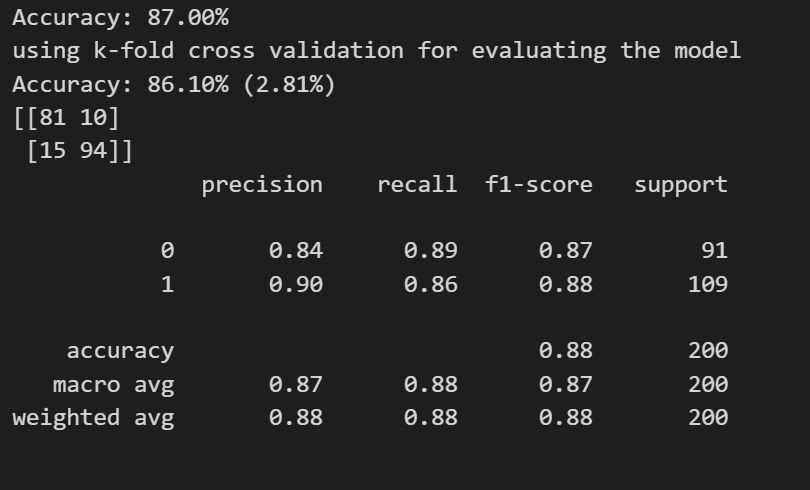 Accuracy: 87.00%
using k-fold cross validation for evaluating the model
Accuracy: 86.10% (2.81%)
[[81 10]
 [15 94]]
              precision    recall  f1-score   support

           0       0.84      0.89      0.87        91
           1       0.90      0.86      0.88       109

    accuracy                           0.88       200
   macro avg       0.87      0.88      0.87       200
weighted avg       0.88      0.88      0.88       200